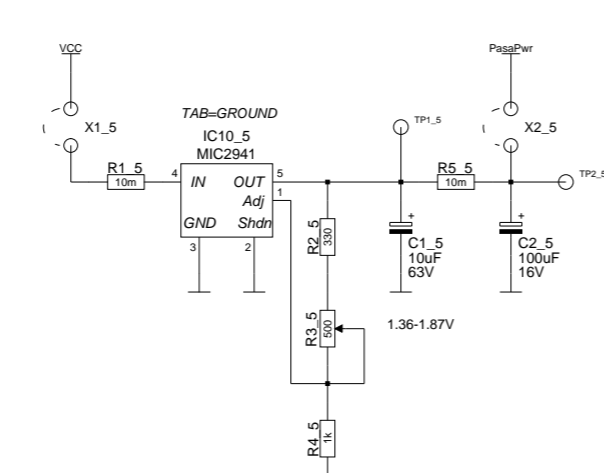 VCC
PasaPwr
X1_5
TAB=GROUND
IC10_5
MIC2941
TP1_5
X2_5
R1_5
10m
4
IN
OUT
5
Adj
1
GND
Shdn
3
2
R5_5
10m
TP2_5
R2_5
330
+
C1_5
10uF
63V
+
C2_5
100uF
16V
R3_5
500
1.36-1.87V
R4_5
1k